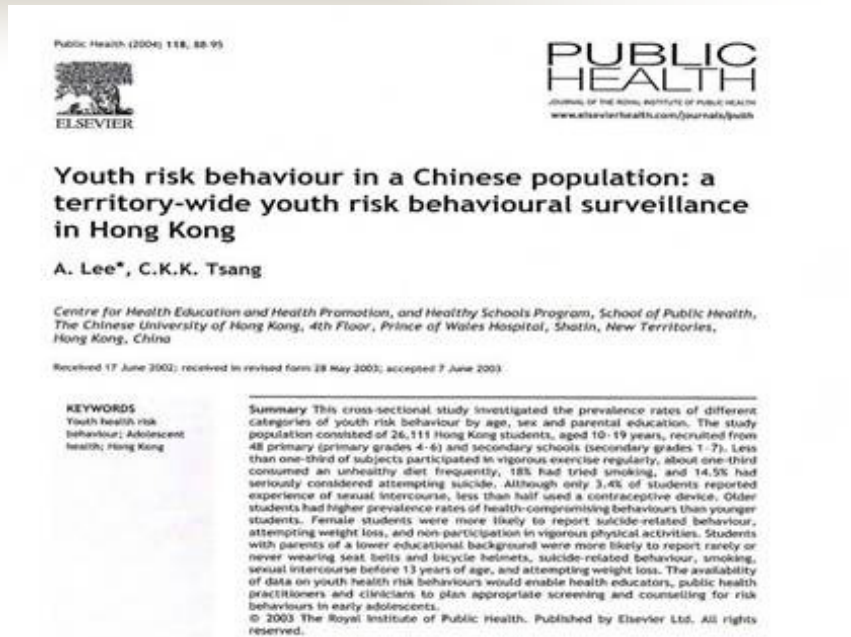 Public Health (2004) 118, 88-95
PUBLIC
HEALTH
JOURNAL OF THE ROYAL INSTITUTE OF PUBLIC HEALTH
www.elsevierhealth.com/journals/pubh
ELSEVIER
Youth risk behaviour in a Chinese population: a
territory-wide youth risk behavioural surveillance
in Hong Kong
A. Lee*, C.K.K. Tsang
Centre for Health Education and Health Promotion, and Healthy Schools Program, School of Public Health,
The Chinese University of Hong Kong, 4th Floor, Prince of Wales Hospital, Shatin, New Territories,
Hong Kong, China
Received 17 June 2002; received in revised form 28 May 2003; accepted 7 June 2003
KEYWORDS
Youth health risk
behaviour; Adolescent
health; Hong Kong
Summary This cross-sectional study investigated the prevalence rates of different
categories of youth risk behaviour by age, sex and parental education. The study
population consisted of 26,111 Hong Kong students, aged 10-19 years, recruited from
48 primary (primary grades 4-6) and secondary schools (secondary grades 1-7). Less
than one-third of subjects participated in vigorous exercise regularly, about one-third
consumed an unhealthy diet frequently, 18% had tried smoking, and 14.5% had
seriously considered attempting suicide. Although only 3.4% of students reported
experience of sexual intercourse, less than half used a contraceptive device. Older
students had higher prevalence rates of health-compromising behaviours than younger
students. Female students were more likely to report suicide-related behaviour,
attempting weight loss, and non-participation in vigorous physical activities. Students
with parents of a lower educational background were more likely to report rarely or
never wearing seat belts and bicycle helmets, suicide-related behaviour, smoking,
sexual intercourse before 13 years of age, and attempting weight loss. The availability
of data on youth health risk behaviours would enable health educators, public health
practitioners and clinicians to plan appropriate screening and counselling for risk
behaviours in early adolescents.
© 2003 The Royal Institute of Public Health. Published by Elsevier Ltd. All rights
reserved.